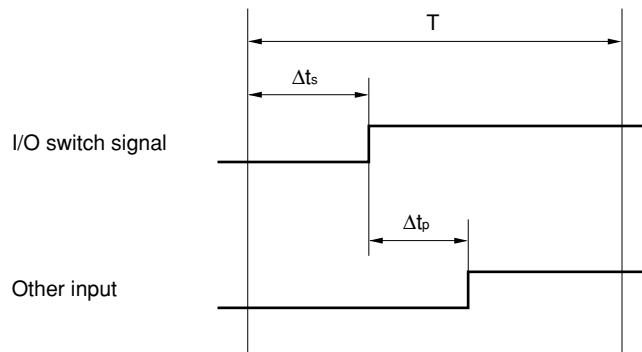 T
Δts
I/O switch signal
Δtp
Other input